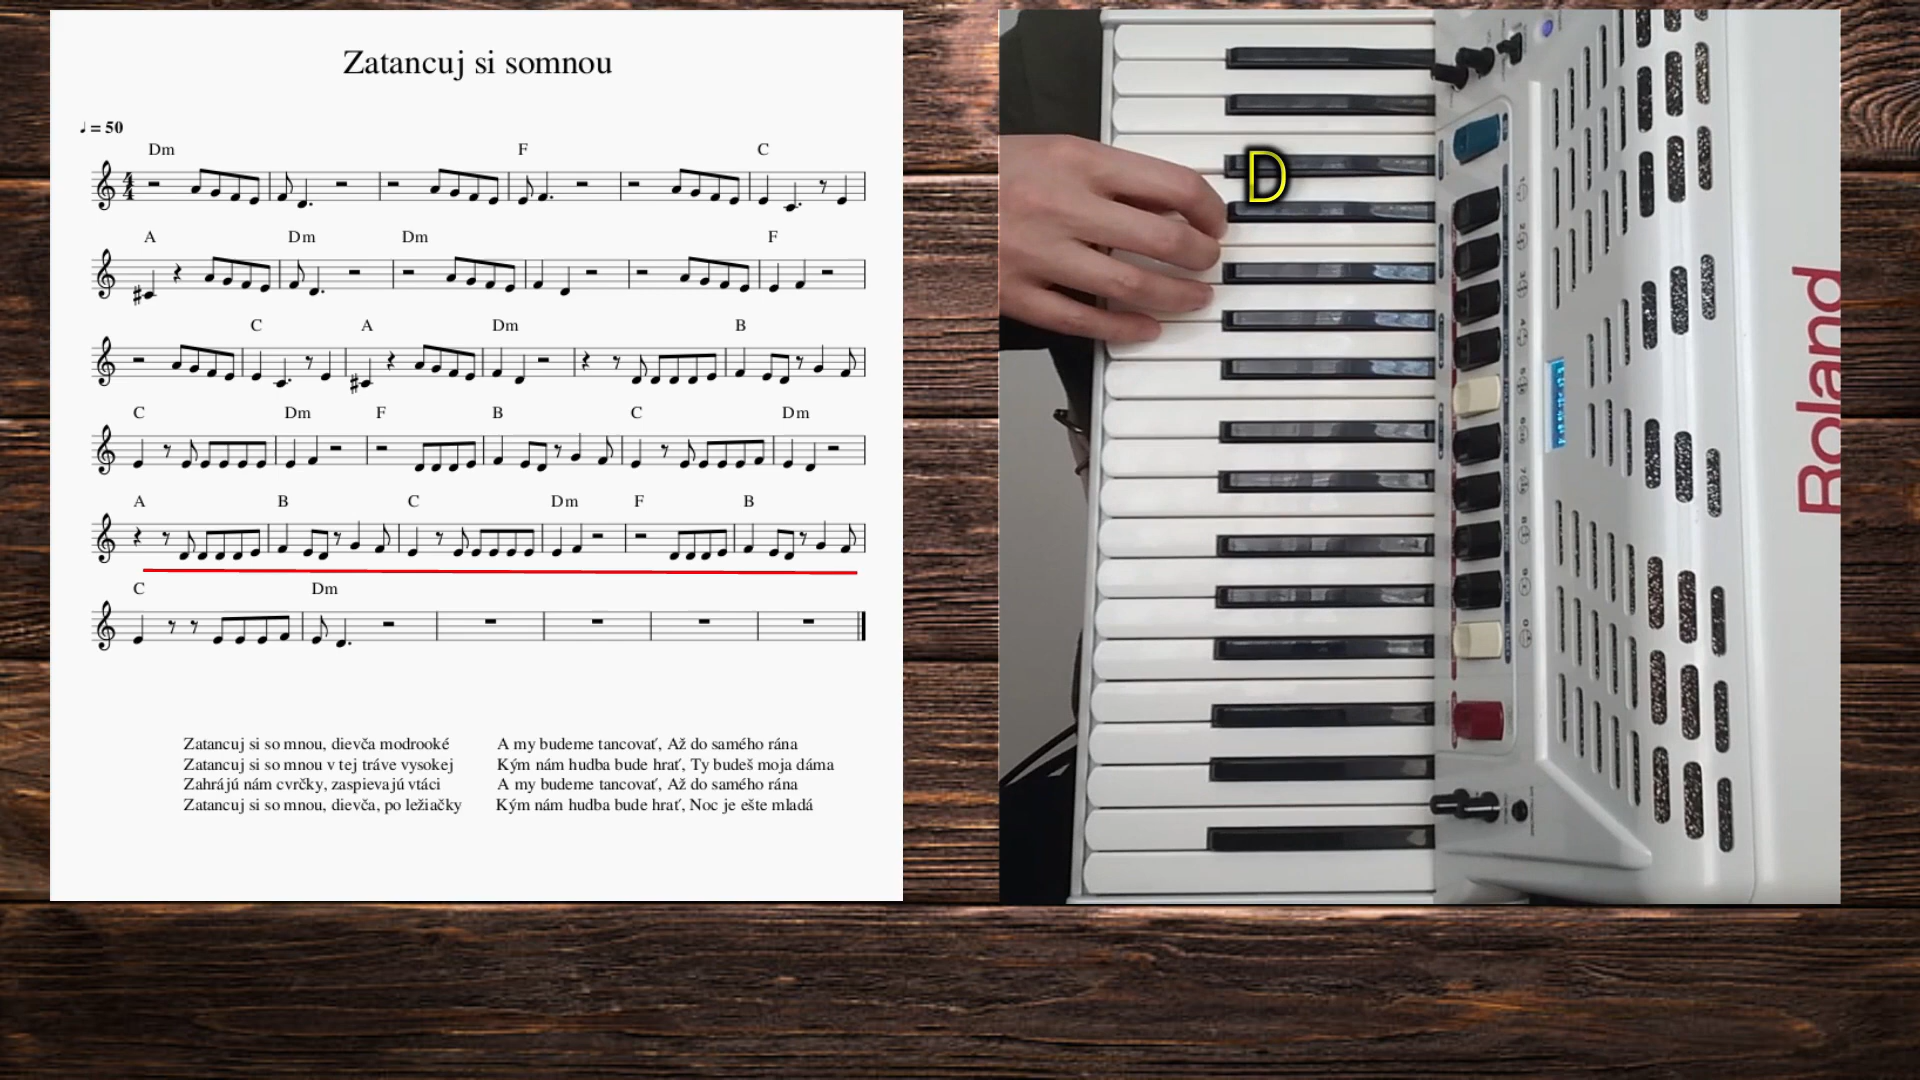 Zatancuj si somnou
♩ = 50
Dm F C
A Dm Dm F
C A Dm B
C Dm F B C Dm
A B C Dm F B
C Dm
Zatancuj si so mnou, dievča modrooké
Zatancuj si so mnou v tej tráve vysokej
Zahrájú nám cvrčky, zaspievajú vtáci
Zatancuj si so mnou, dievča, po ležiačky
A my budeme tancovať, Až do samého rána
Kým nám hudba bude hrať, Ty budeš moja dáma
A my budeme tancovať, Až do samého rána
Kým nám hudba bude hrať, Noc je ešte mladá
D
Roland